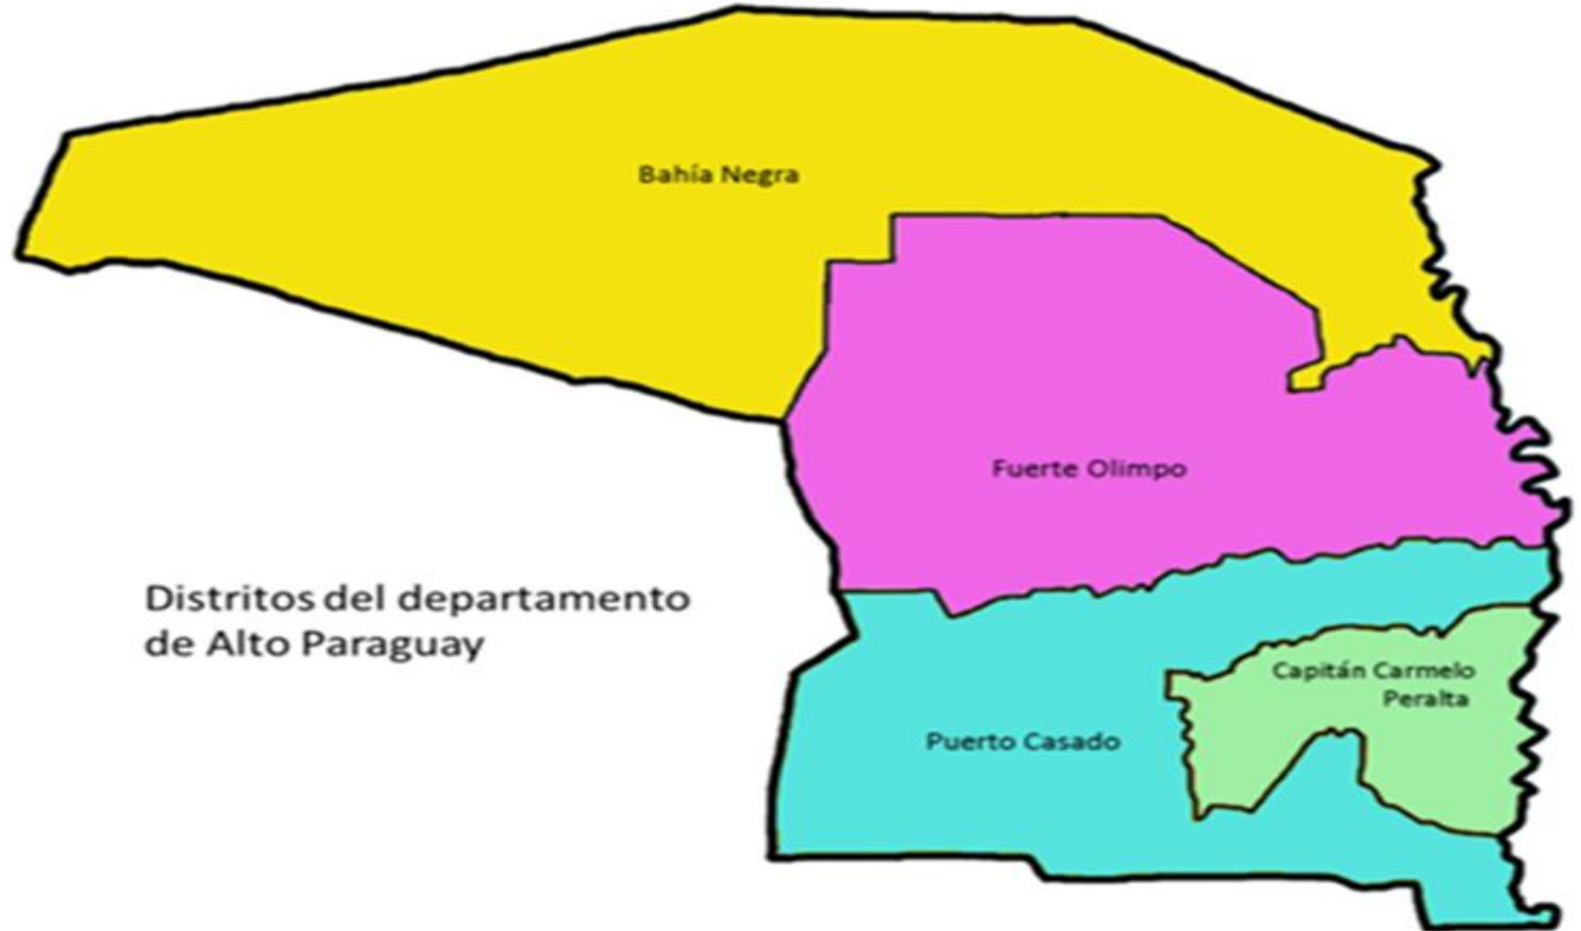 Bahía Negra
Fuerte Olimpo
Distritos del departamento
de Alto Paraguay
Capitán Carmelo
Peralta
Puerto Casado